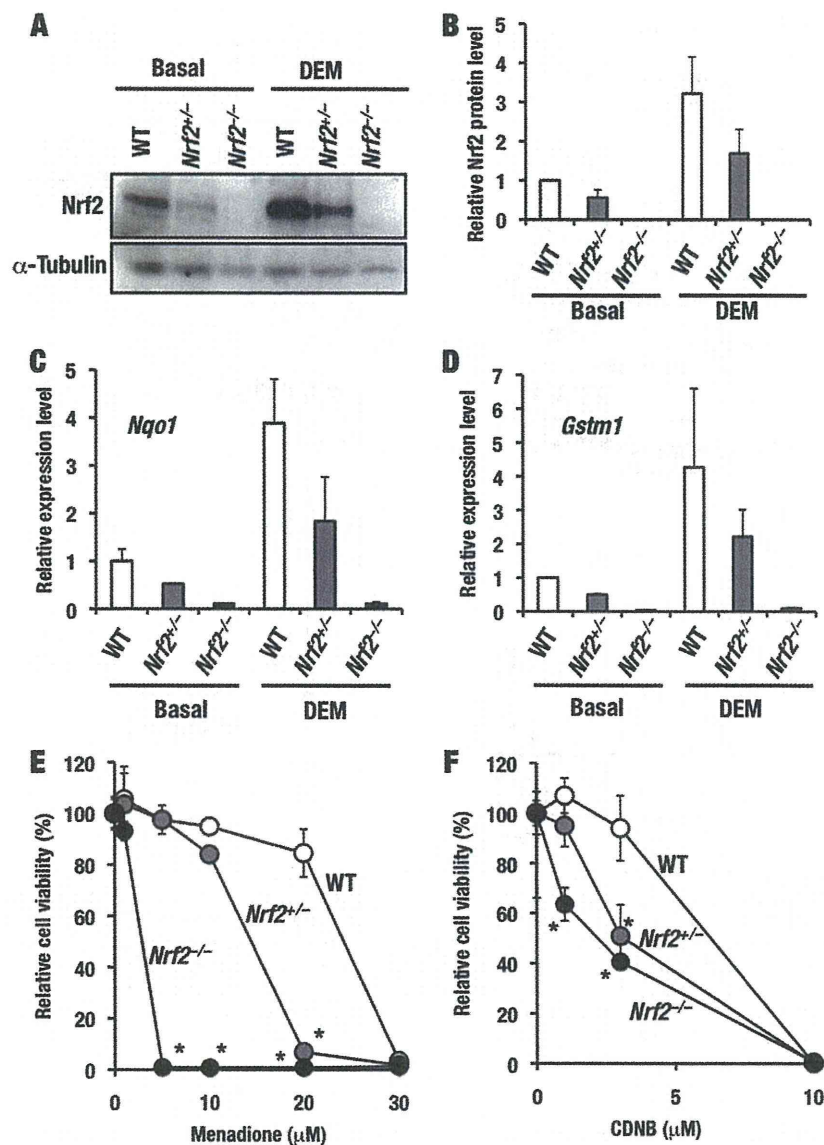 A
Basal DEM
WT Nrf2+/– Nrf2–/– WT Nrf2+/– Nrf2–/–
Nrf2
α-Tubulin
B
Relative Nrf2 protein level
5
4
3
2
1
0
WT Nrf2+/– Nrf2–/– WT Nrf2+/– Nrf2–/–
Basal DEM
C
Relative expression level
5
4
3
2
1
0
Nqo1
WT Nrf2+/– Nrf2–/– WT Nrf2+/– Nrf2–/–
Basal DEM
D
Relative expression level
7
6
5
4
3
2
1
0
Gstm1
WT Nrf2+/– Nrf2–/– WT Nrf2+/– Nrf2–/–
Basal DEM
E
Relative cell viability (%)
120
100
80
60
40
20
0
WT
Nrf2+/–
Nrf2–/–
* * * *
0 10 20 30
Menadione (μM)
F
Relative cell viability (%)
120
100
80
60
40
20
0
WT
Nrf2+/–
Nrf2–/–
* * *
0 5 10
CDNB (μM)